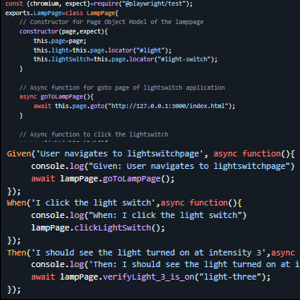 const {chromium, expect}=require("@playwright/test");
exports.LampPage=class LampPage{
// Constructor for Page Object Model of the lamppage
constructor(page,expect){
this.page=page;
this.light=this.page.locator("#light");
this.lightSwitch=this.page.locator("#light-switch");
}
// Async function for goto page of lightswitch application
async goToLampPage(){
await this.page.goto("http://127.0.0.1:3000/index.html");
}
// Async function to click the lightswitch
Given('User navigates to lightswitchpage', async function(){
console.log("Given: User navigates to lightswitchpage")
await lampPage.goToLampPage();
});
When('I click the light switch',async function(){
console.log("When: I click the light switch")
lampPage.clickLightSwitch();
});
Then('I should see the light turned on at intensity 3',async
console.log('Then: I should see the light turned on at i
await lampPage.verifyLight_3_is_on("light-three");
});